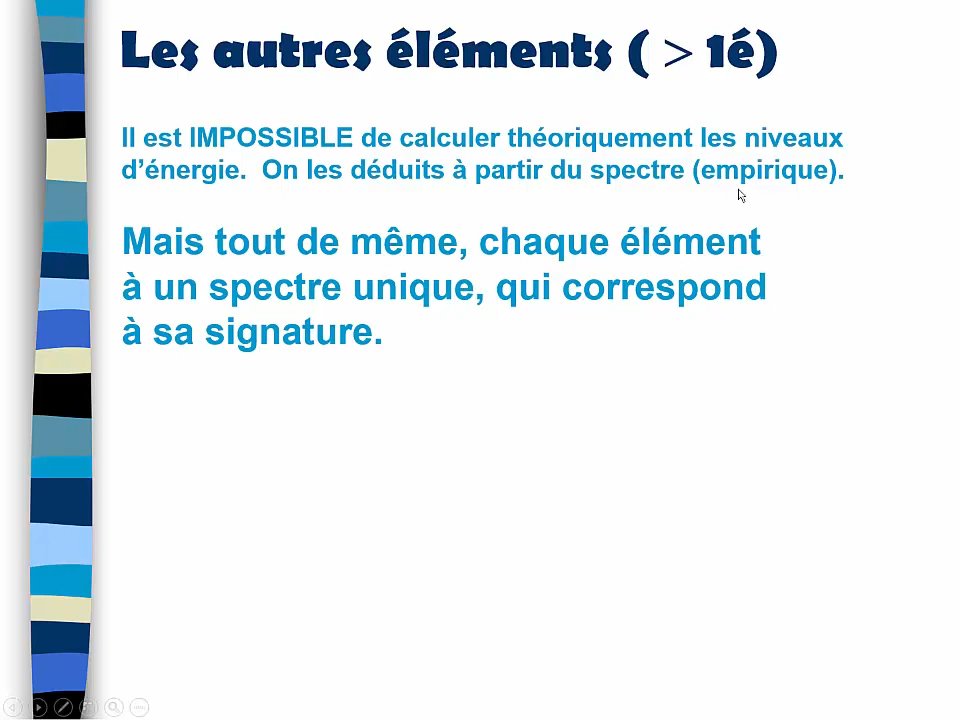 Les autres éléments ( > 1é)
Il est IMPOSSIBLE de calculer théoriquement les niveaux
d’énergie.  On les déduits à partir du spectre (empirique).
Mais tout de même, chaque élément
à un spectre unique, qui correspond
à sa signature.